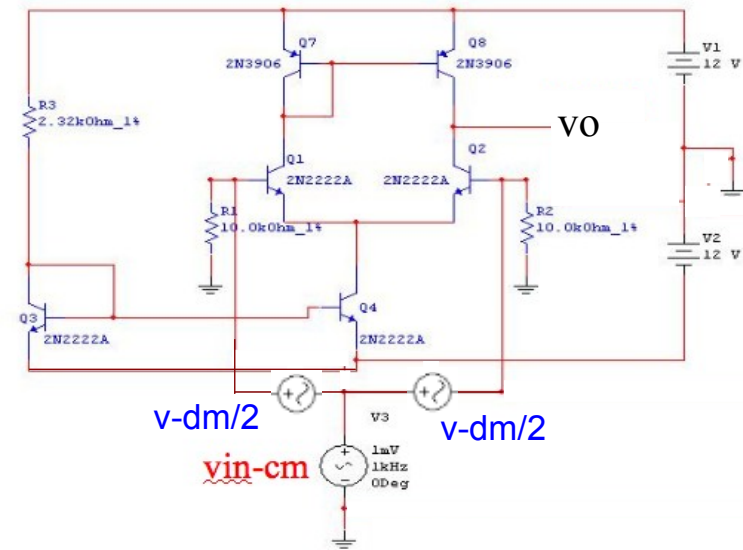 Q7
Q8
V1
2N3906
2N3906
12 V
R3
2.32kOhm_1%
vo
Q1
Q2
2N2222A
2N2222A
R1
R2
10.0kOhm_1%
10.0kOhm_1%
V2
12 V
Q3
Q4
2N2222A
2N2222A
v-dm/2
V3
v-dm/2
1mV
vin-cm
1kHz
0Deg